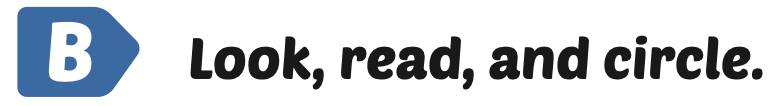 B Look, read, and circle.